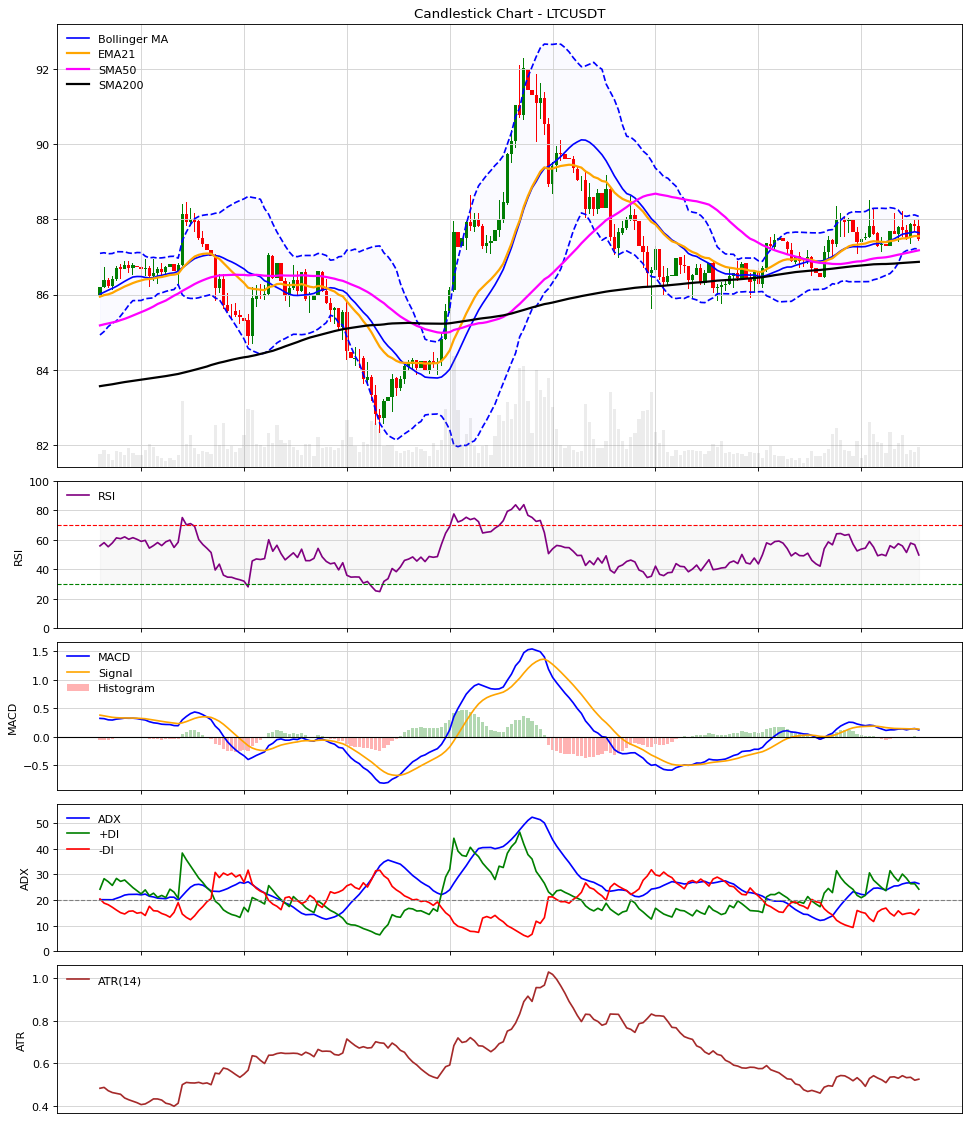 Candlestick Chart - LTCUSDT
Bollinger MA
EMA21
SMA50
SMA200
92
90
88
86
84
82
RSI
RSI
100
80
60
40
20
0
MACD
Signal
Histogram
MACD
1.5
1.0
0.5
0.0
−0.5
ADX
+DI
-DI
ADX
50
40
30
20
10
0
ATR(14)
ATR
1.0
0.8
0.6
0.4